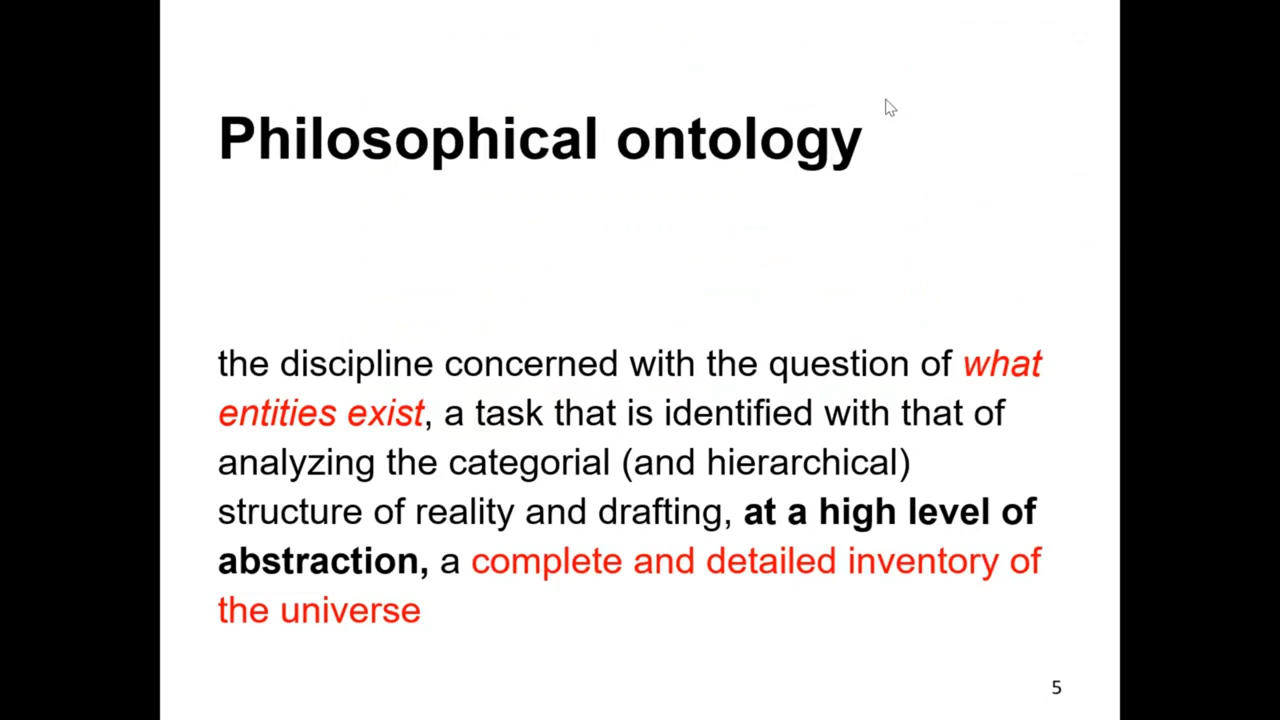 Philosophical ontology
the discipline concerned with the question of what
entities exist, a task that is identified with that of
analyzing the categorial (and hierarchical)
structure of reality and drafting, at a high level of
abstraction, a complete and detailed inventory of
the universe
5